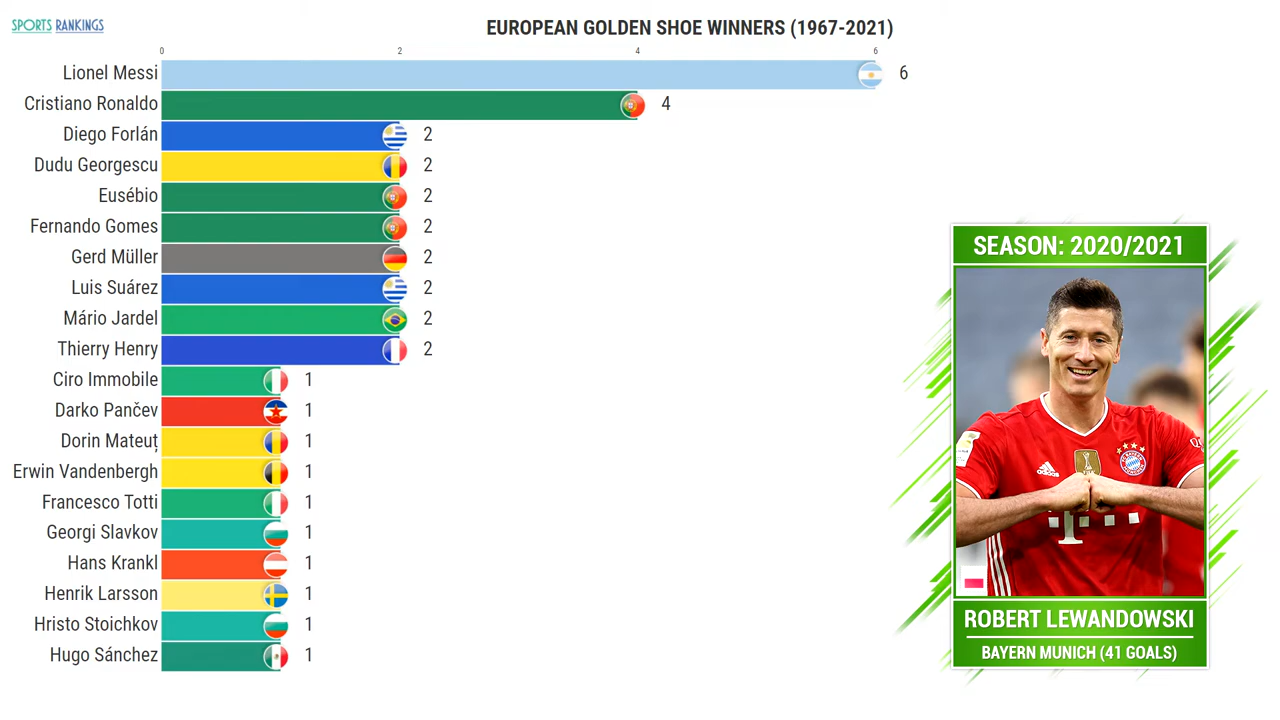 SPORTS RANKINGS
EUROPEAN GOLDEN SHOE WINNERS (1967-2021)
0 2 4 6
Lionel Messi 6
Cristiano Ronaldo 4
Diego Forlán 2
Dudu Georgescu 2
Eusébio 2
Fernando Gomes 2
Gerd Müller 2
Luis Suárez 2
Mário Jardel 2
Thierry Henry 2
Ciro Immobile 1
Darko Pančev 1
Dorin Mateuț 1
Erwin Vandenbergh 1
Francesco Totti 1
Georgi Slavkov 1
Hans Krankl 1
Henrik Larsson 1
Hristo Stoichkov 1
Hugo Sánchez 1
SEASON: 2020/2021
adidas
T
ROBERT LEWANDOWSKI
BAYERN MUNICH (41 GOALS)